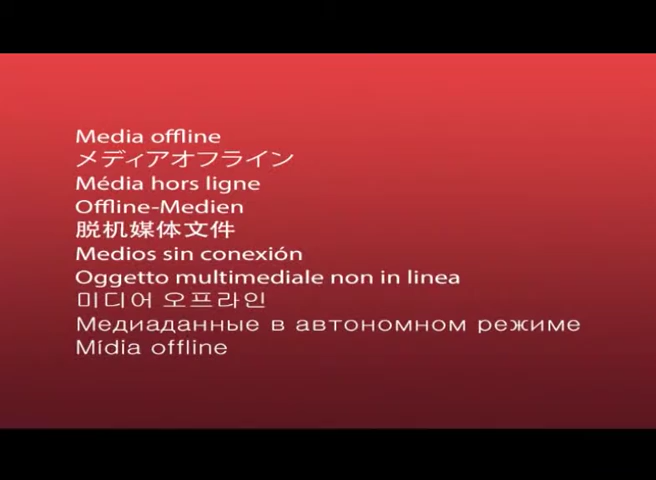 Media offline
メディアオフライン
Média hors ligne
Offline-Medien
脱机媒体文件
Medios sin conexión
Oggetto multimediale non in linea
미디어 오프라인
Медиаданные в автономном режиме
Mídia offline